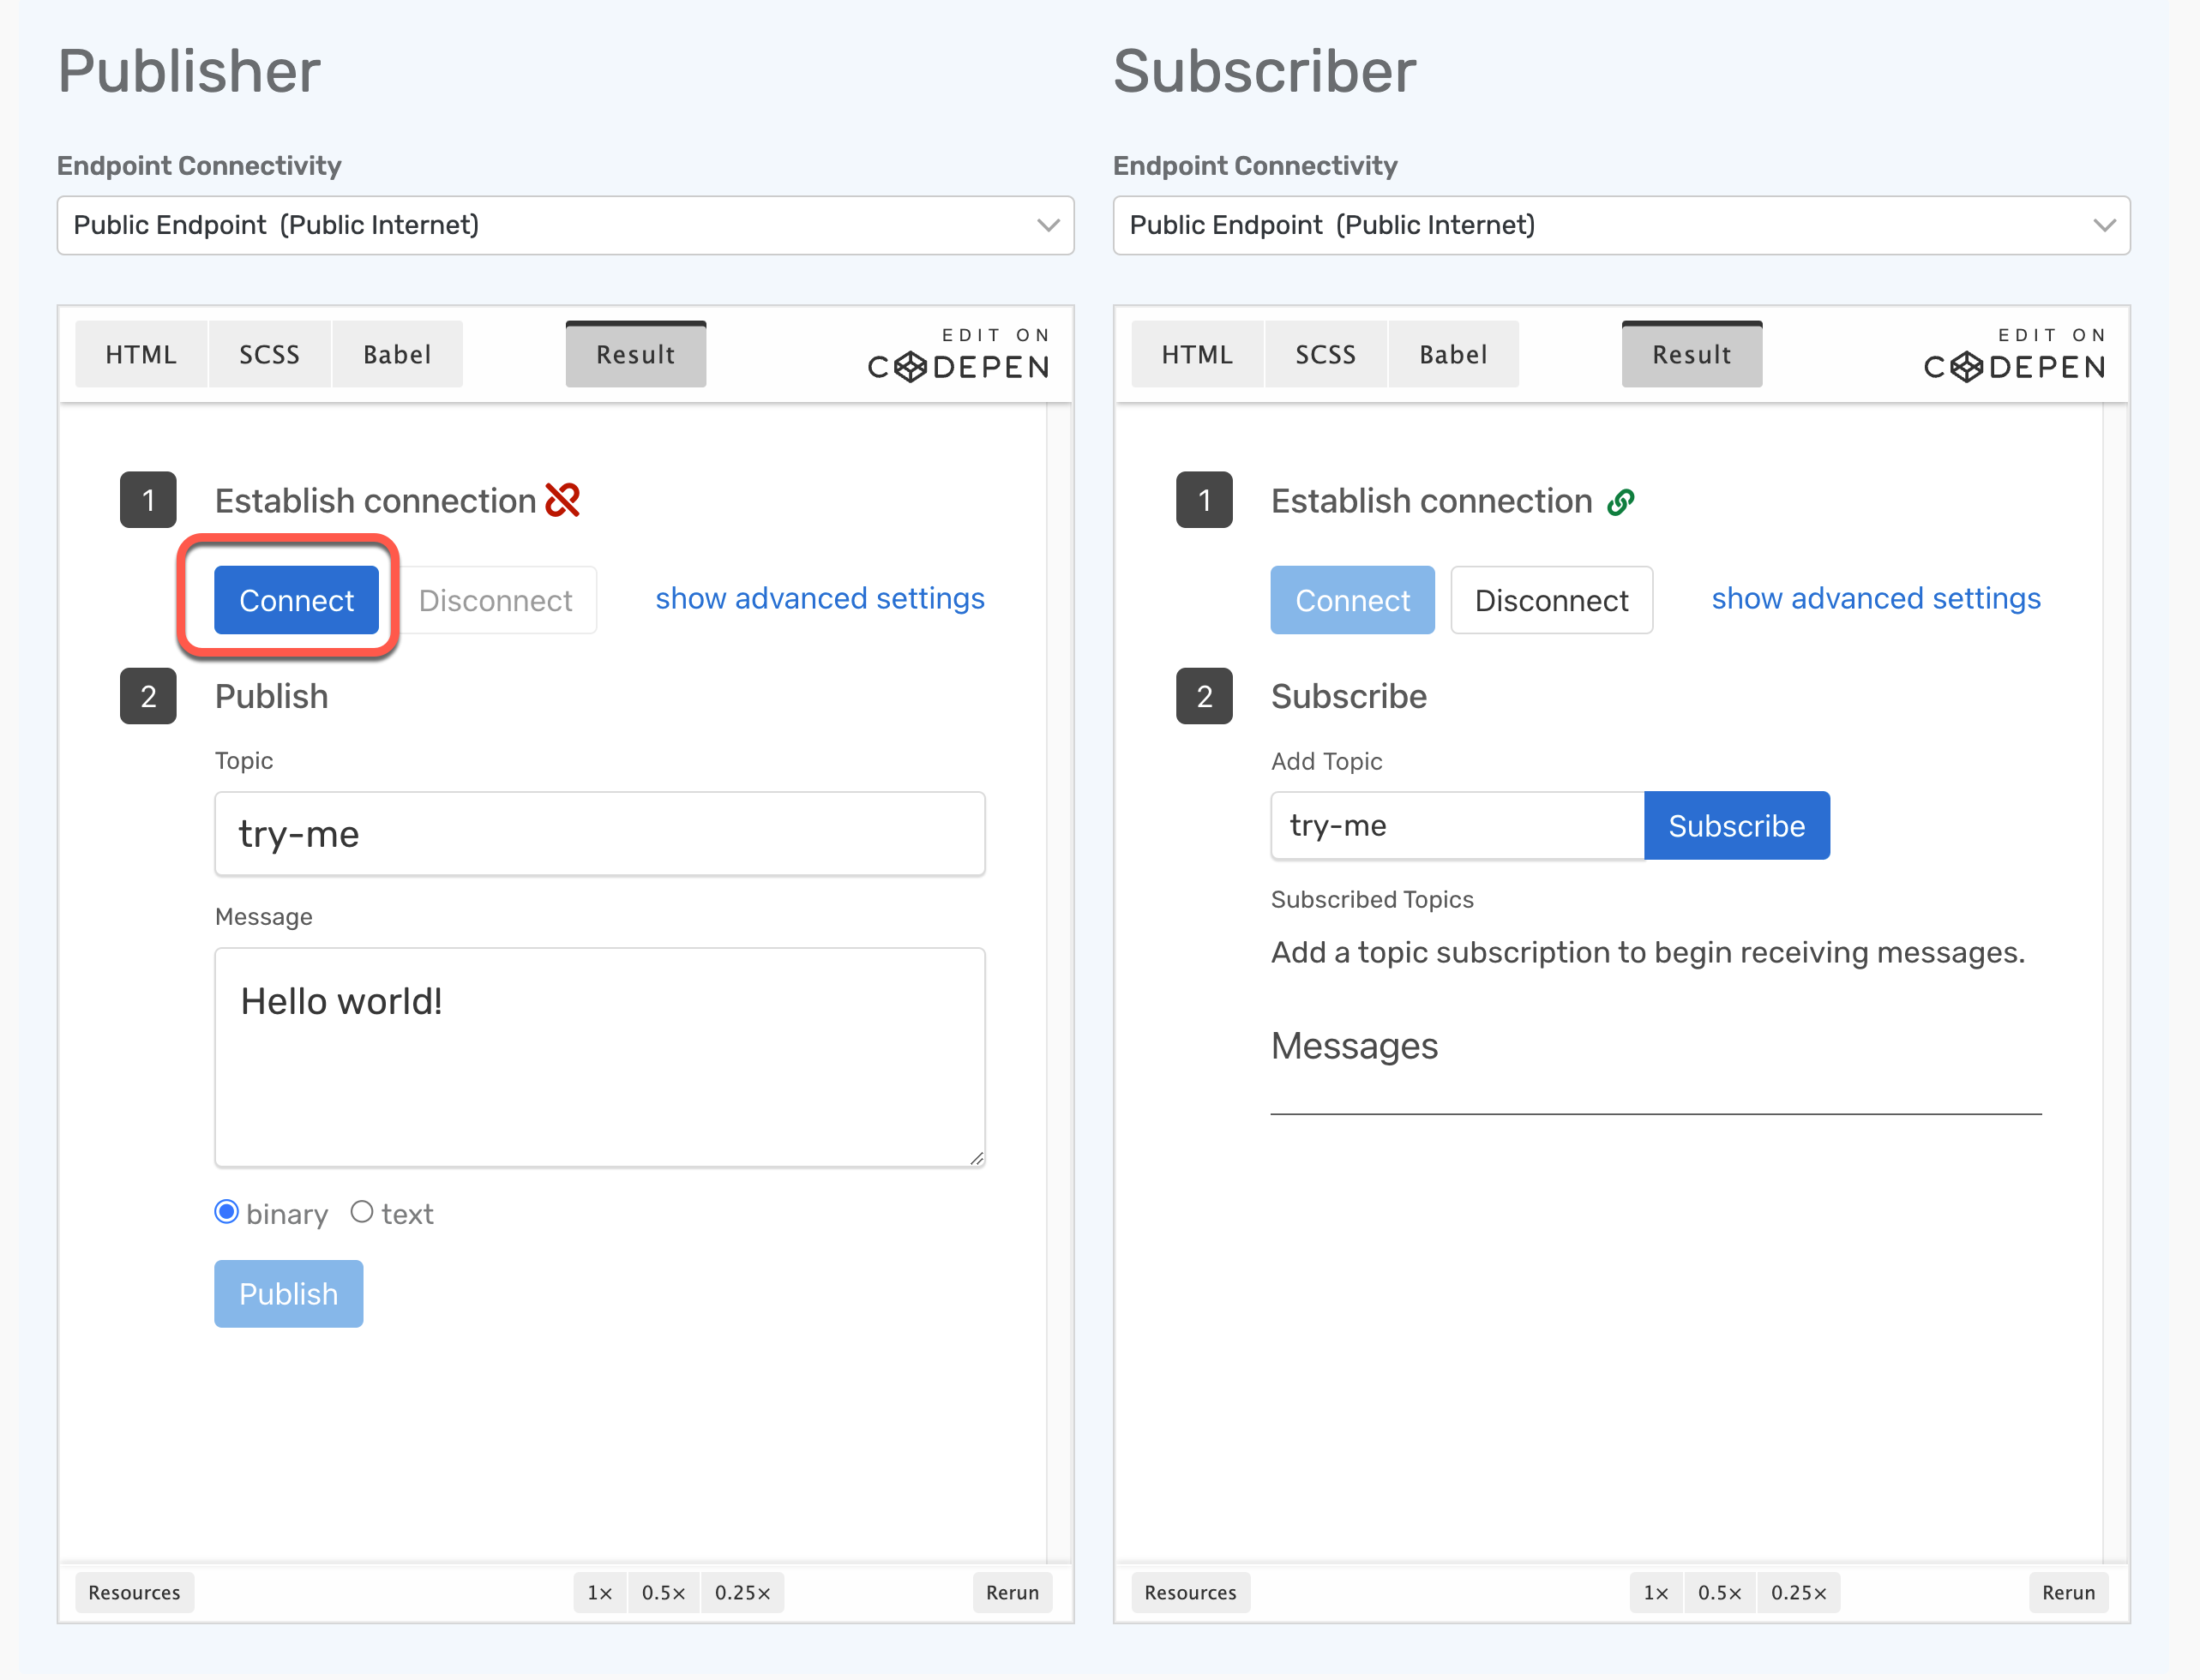 Publisher
Endpoint Connectivity
Public Endpoint (Public Internet)
HTML SCSS Babel Result EDIT ON
CODEPEN
1 Establish connection
Connect Disconnect show advanced settings
2 Publish
Topic
try-me
Message
Hello world!
binary text
Publish
Resources 1× 0.5× 0.25× Rerun
Subscriber
Endpoint Connectivity
Public Endpoint (Public Internet)
HTML SCSS Babel Result EDIT ON
CODEPEN
1 Establish connection
Connect Disconnect show advanced settings
2 Subscribe
Add Topic
try-me Subscribe
Subscribed Topics
Add a topic subscription to begin receiving messages.
Messages
Resources 1× 0.5× 0.25× Rerun